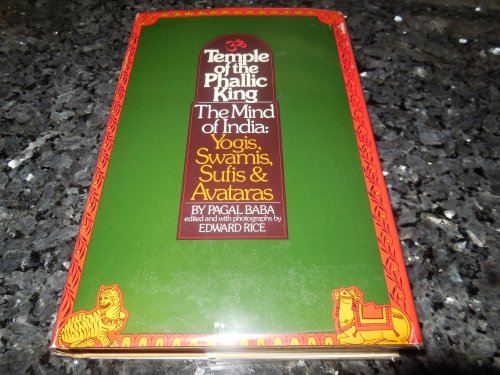 ॐ
Temple
of the
Phallic
King
The Mind
of India:
Yogis,
Swamis,
Sufis &
Avataras
BY PAGAL BABA
edited and with photographs by
EDWARD RICE